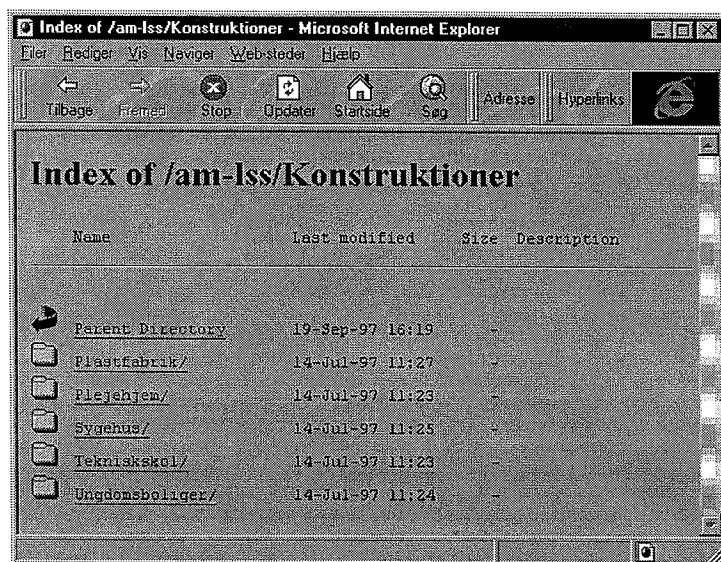 Index of /am-lss/Konstruktioner - Microsoft Internet Explorer
Filer Rediger Vis Naviger Web-steder Hjælp
Tilbage Fremad Stop Opdater Startside Søg Adresse Hyperlinks
Index of /am-lss/Konstruktioner
Name Last modified Size Description
Parent Directory 19-Sep-97 16:19 -
Plastfabrik/ 14-Jul-97 11:27 -
Plejehjem/ 14-Jul-97 11:23 -
Sygehus/ 14-Jul-97 11:25 -
Tekniskskol/ 14-Jul-97 11:23 -
Ungdomsboliger/ 14-Jul-97 11:24 -